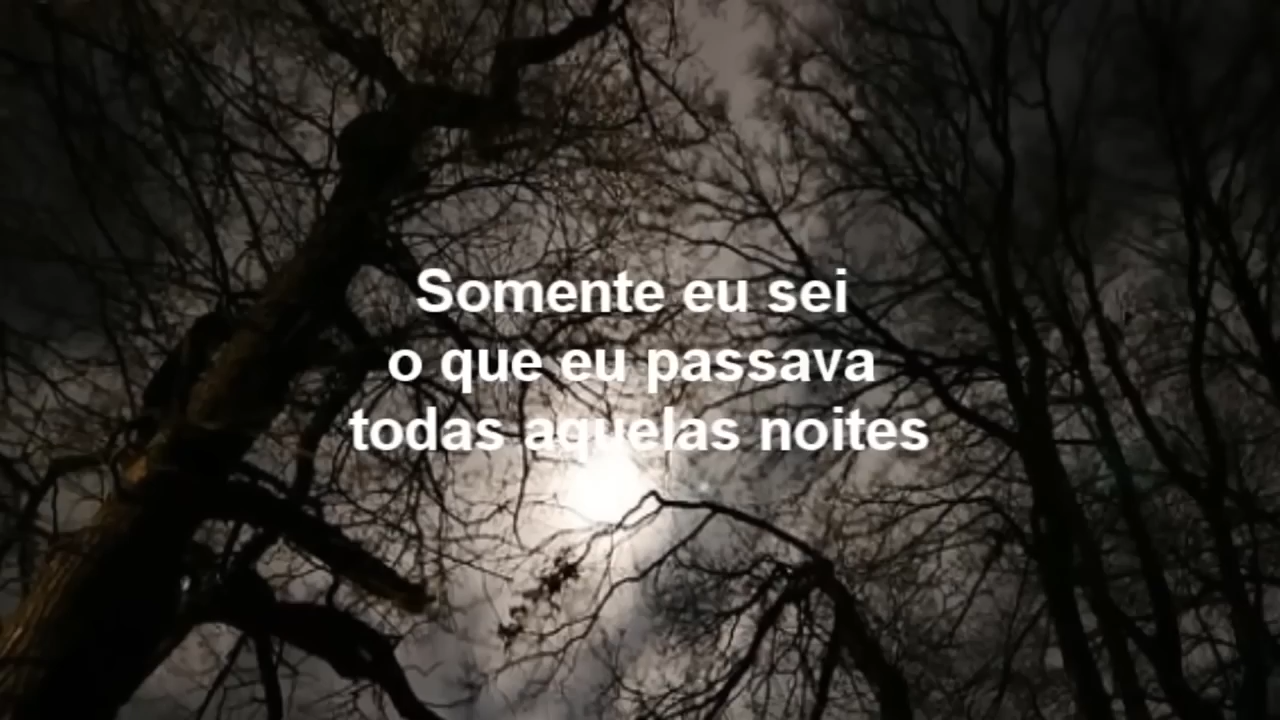 Somente eu sei
o que eu passava
todas aquelas noites